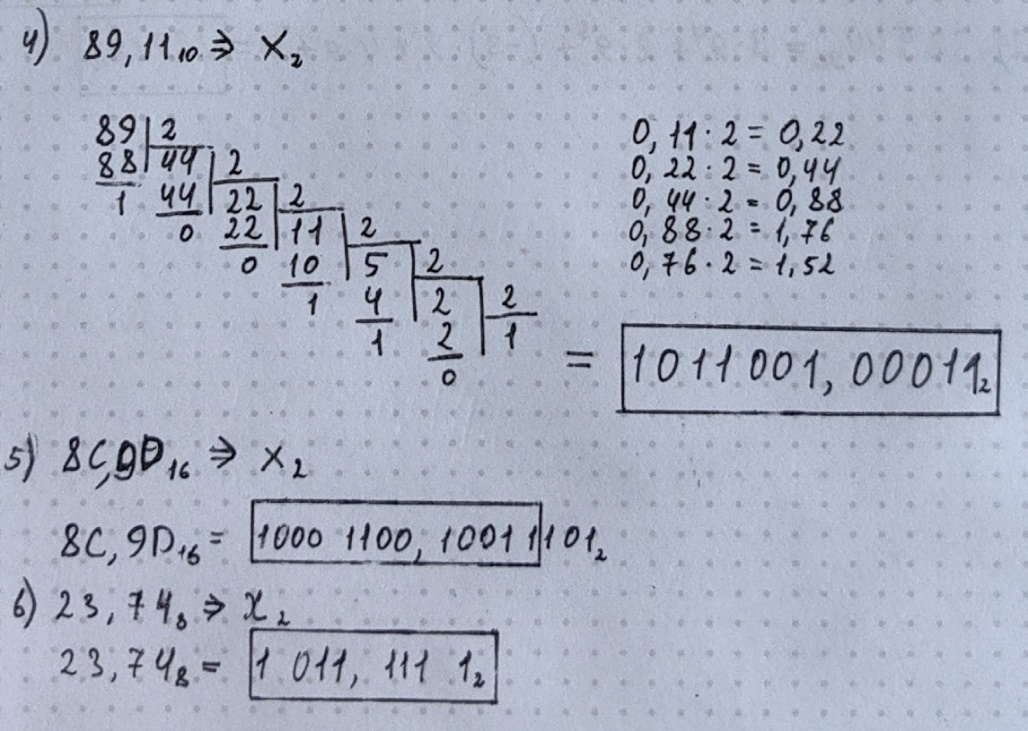 4) 89,11₁₀ ⇒ X₂
89 | 2
88 | 44 | 2
1 44 | 22 | 2
0 22 | 11 | 2
0 10 | 5 | 2
1 4 | 2 | 2
1 2 | 1
0
0,11 · 2 = 0,22
0,22 · 2 = 0,44
0,44 · 2 = 0,88
0,88 · 2 = 1,76
0,76 · 2 = 1,52
= 1011001,00011₂
5) 8C,9D₁₆ ⇒ X₂
8C,9D₁₆ = 1000 1100, 1001 1101₂
6) 23,74₈ ⇒ X₂
23,74₈ = 1 011, 111 1₂